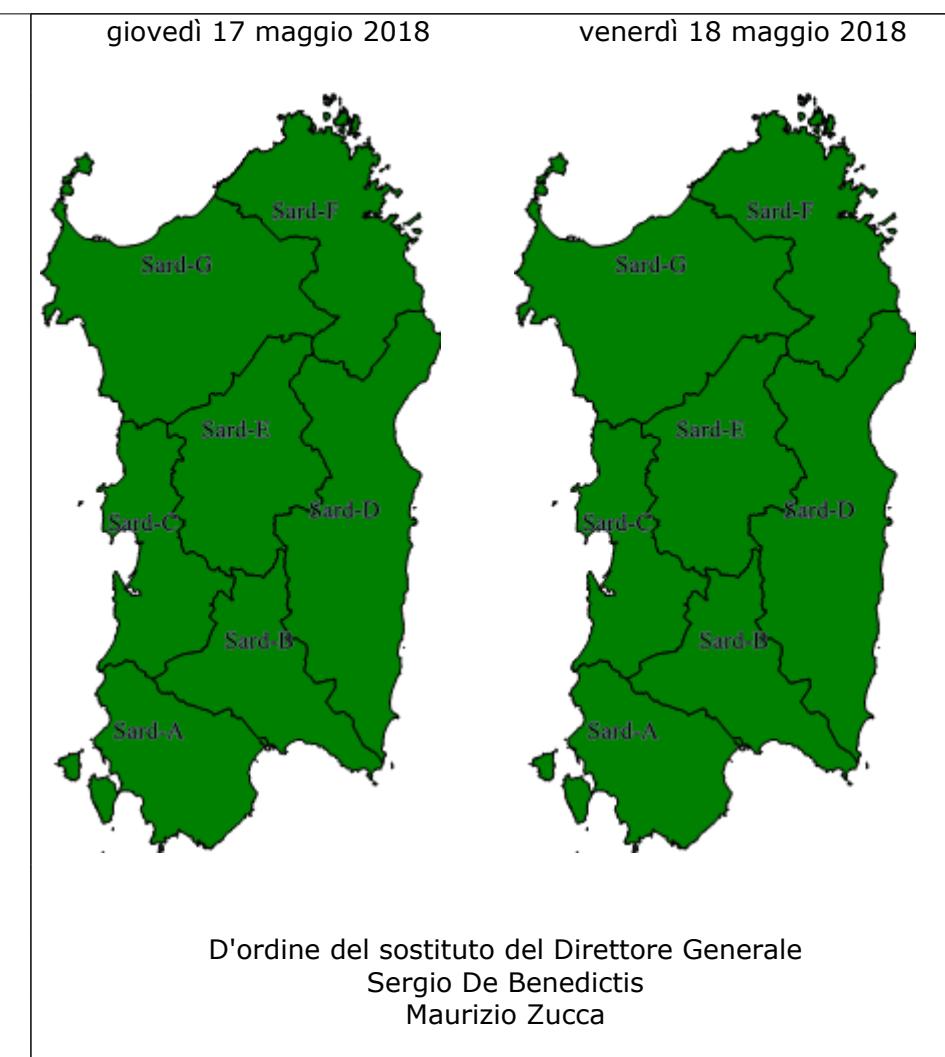 giovedì 17 maggio 2018
venerdì 18 maggio 2018
Sard-F
Sard-G
Sard-E
Sard-D
Sard-C
Sard-B
Sard-A
Sard-F
Sard-G
Sard-E
Sard-D
Sard-C
Sard-B
Sard-A
D'ordine del sostituto del Direttore Generale
Sergio De Benedictis
Maurizio Zucca